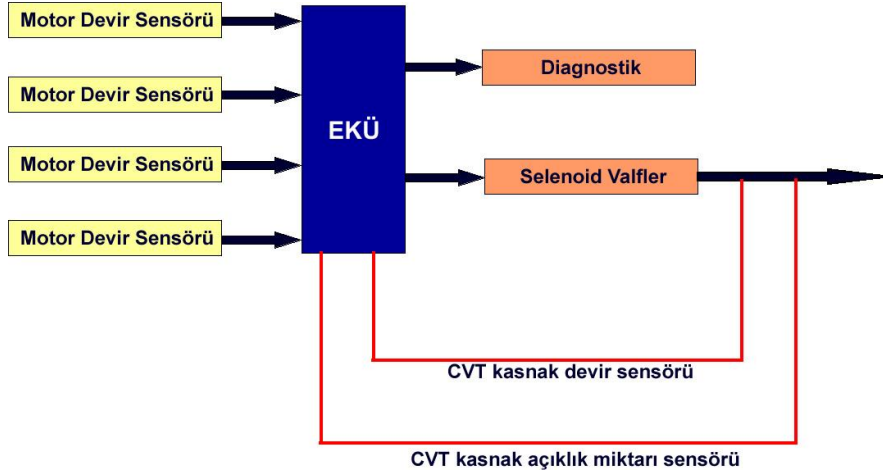 Motor Devir Sensörü
Motor Devir Sensörü
Motor Devir Sensörü
Motor Devir Sensörü
EKÜ
Diagnostik
Selenoid Valfler
CVT kasnak devir sensörü
CVT kasnak açıklık miktarı sensörü